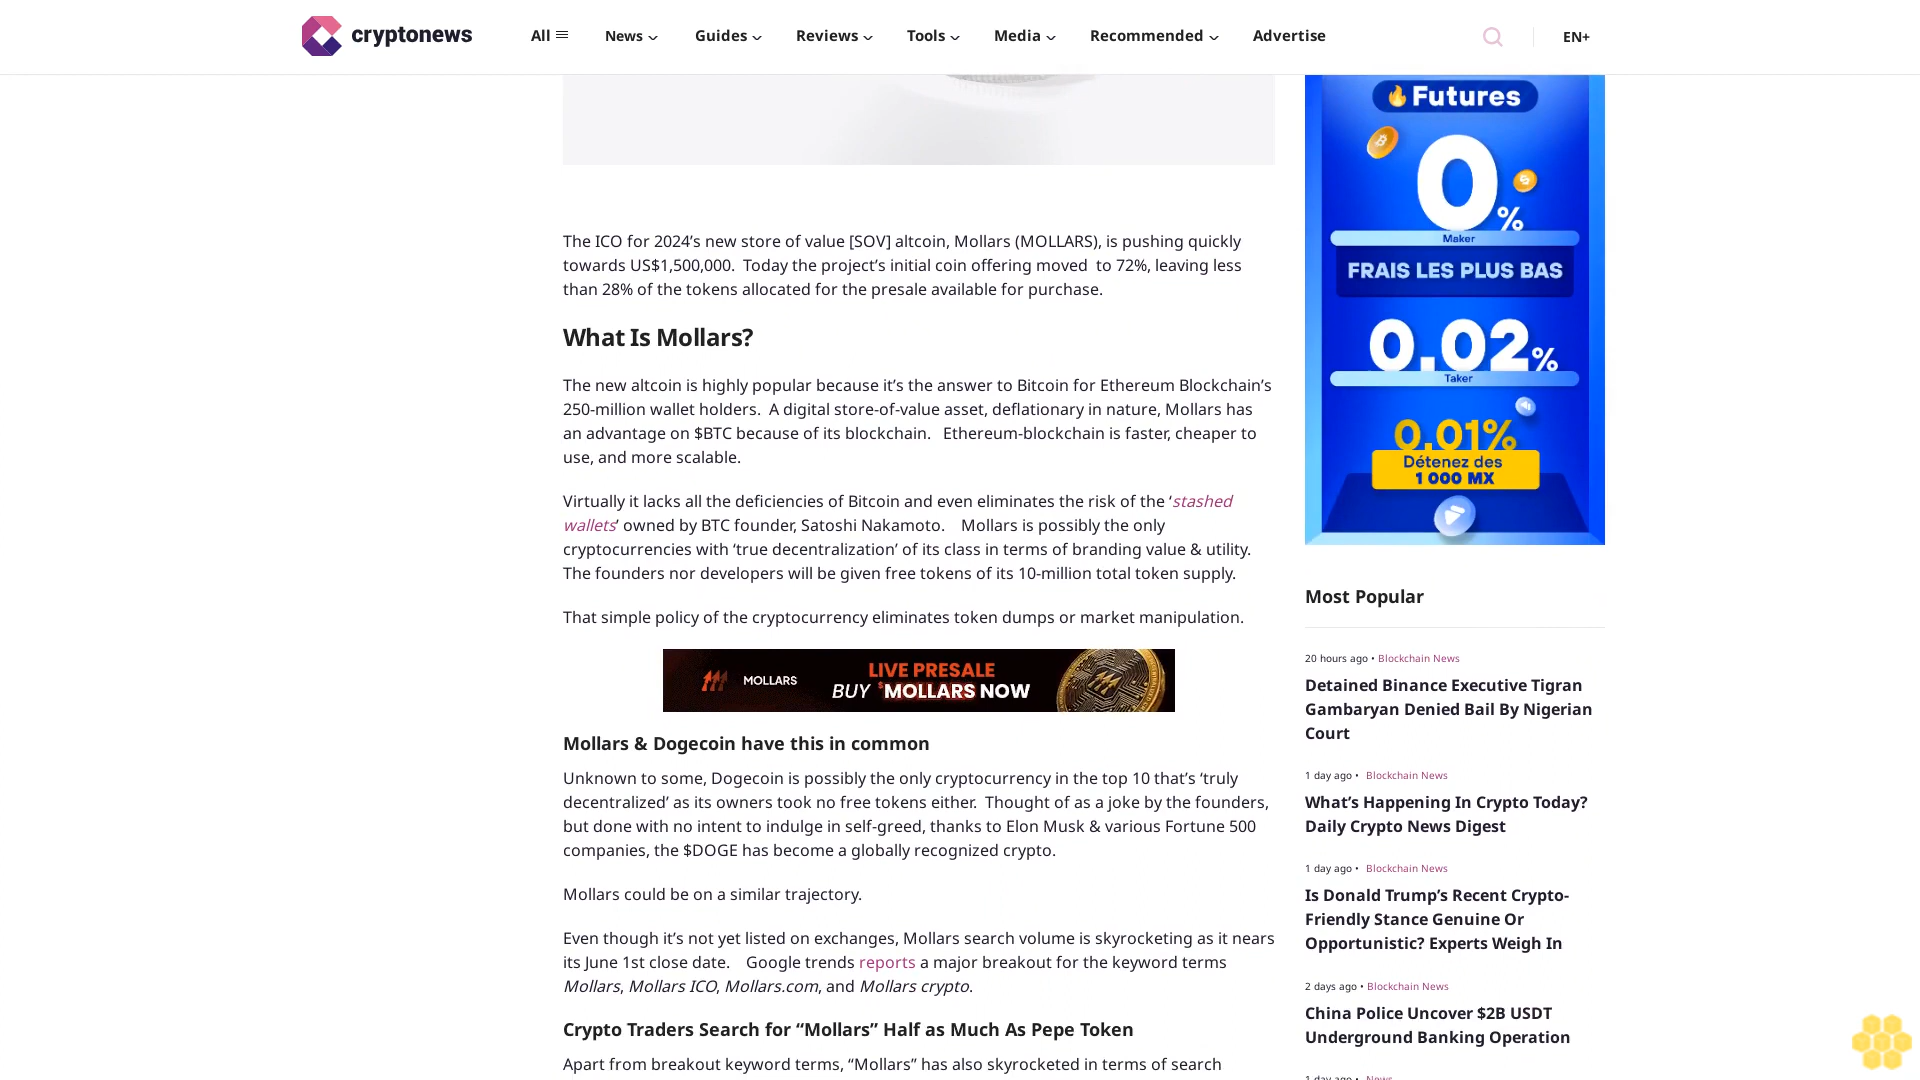 cryptonews
All
News
Guides
Reviews
Tools
Media
Recommended
Advertise
EN+
The ICO for 2024’s new store of value [SOV] altcoin, Mollars (MOLLARS), is pushing quickly
towards US$1,500,000.  Today the project’s initial coin offering moved  to 72%, leaving less
than 28% of the tokens allocated for the presale available for purchase.
What Is Mollars?
The new altcoin is highly popular because it’s the answer to Bitcoin for Ethereum Blockchain’s
250-million wallet holders.  A digital store-of-value asset, deflationary in nature, Mollars has
an advantage on $BTC because of its blockchain.   Ethereum-blockchain is faster, cheaper to
use, and more scalable.
Virtually it lacks all the deficiencies of Bitcoin and even eliminates the risk of the ‘stashed
wallets’ owned by BTC founder, Satoshi Nakamoto.    Mollars is possibly the only
cryptocurrencies with ‘true decentralization’ of its class in terms of branding value & utility.
The founders nor developers will be given free tokens of its 10-million total token supply.
That simple policy of the cryptocurrency eliminates token dumps or market manipulation.
MOLLARS
LIVE PRESALE
BUY MOLLARS NOW
Mollars & Dogecoin have this in common
Unknown to some, Dogecoin is possibly the only cryptocurrency in the top 10 that’s ‘truly
decentralized’ as its owners took no free tokens either.  Thought of as a joke by the founders,
but done with no intent to indulge in self-greed, thanks to Elon Musk & various Fortune 500
companies, the $DOGE has become a globally recognized crypto.
Mollars could be on a similar trajectory.
Even though it’s not yet listed on exchanges, Mollars search volume is skyrocketing as it nears
its June 1st close date.    Google trends reports a major breakout for the keyword terms
Mollars, Mollars ICO, Mollars.com, and Mollars crypto.
Crypto Traders Search for “Mollars” Half as Much As Pepe Token
Apart from breakout keyword terms, “Mollars” has also skyrocketed in terms of search
Futures
0%
Maker
FRAIS LES PLUS BAS
0.02%
Taker
0.01%
Détenez des
1 000 MX
Most Popular
20 hours ago • Blockchain News
Detained Binance Executive Tigran
Gambaryan Denied Bail By Nigerian
Court
1 day ago • Blockchain News
What’s Happening In Crypto Today?
Daily Crypto News Digest
1 day ago • Blockchain News
Is Donald Trump’s Recent Crypto-
Friendly Stance Genuine Or
Opportunistic? Experts Weigh In
2 days ago • Blockchain News
China Police Uncover $2B USDT
Underground Banking Operation
1 day ago • News